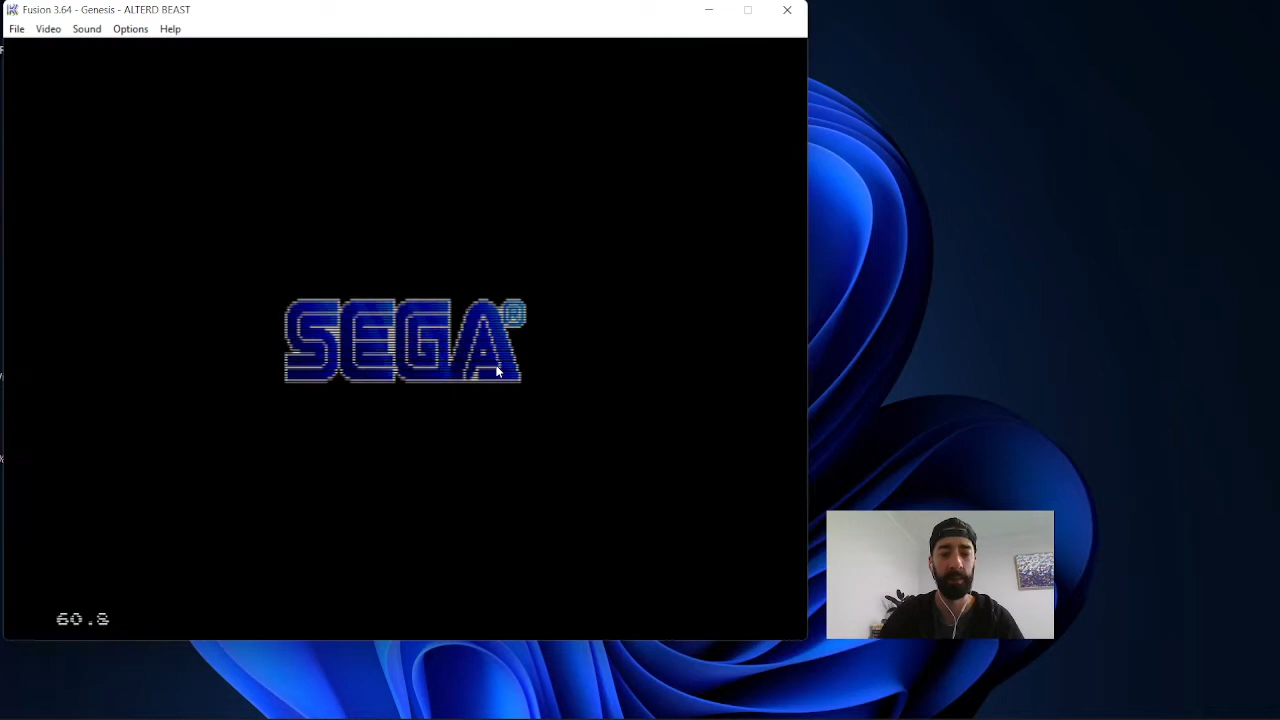 Fusion 3.64 - Genesis - ALTERD BEAST
File Video Sound Options Help
SEGA®
60.8